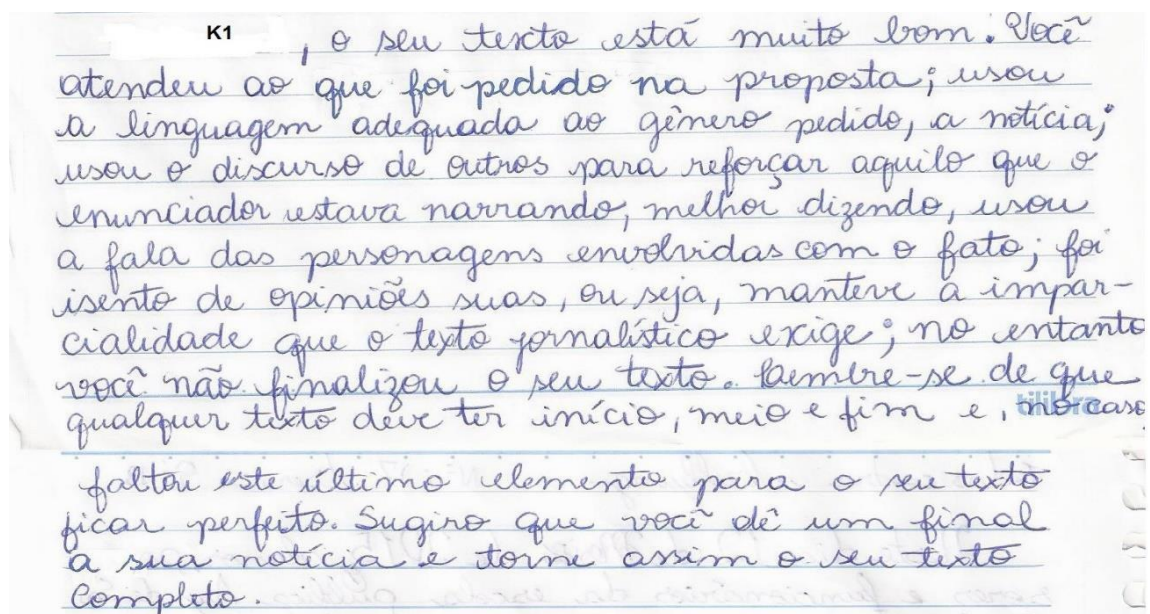 K1 , o seu texto está muito bom. Você
atendeu ao que foi pedido na proposta; usou
a linguagem adequada ao gênero pedido, a notícia;
usou o discurso de outros para reforçar aquilo que o
enunciador estava narrando, melhor dizendo, usou
a fala das personagens envolvidas com o fato; foi
isento de opiniões suas, ou seja, manteve a impar-
cialidade que o texto jornalístico exige; no entanto
você não finalizou o seu texto. Lembre-se de que
qualquer texto deve ter início, meio e fim e, no caso
tilibra
faltou este último elemento para o seu texto
ficar perfeito. Sugiro que você dê um final
a sua notícia e torne assim o seu texto
completo.